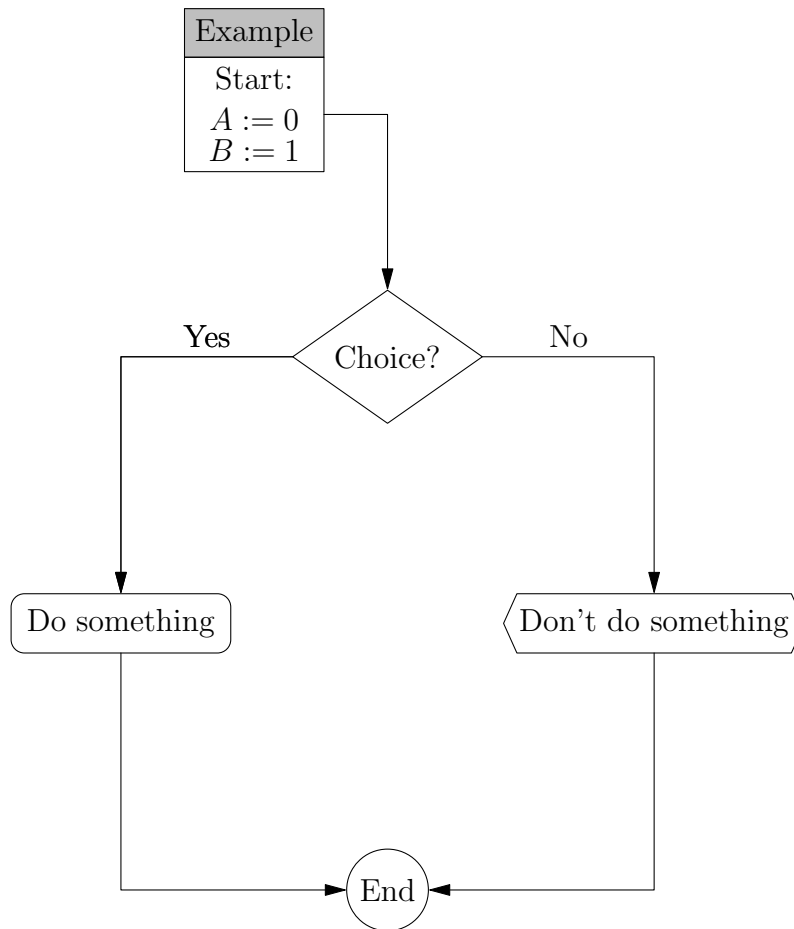 Example
Start:
A := 0
B := 1
Yes
No
Choice?
Do something
Don't do something
End